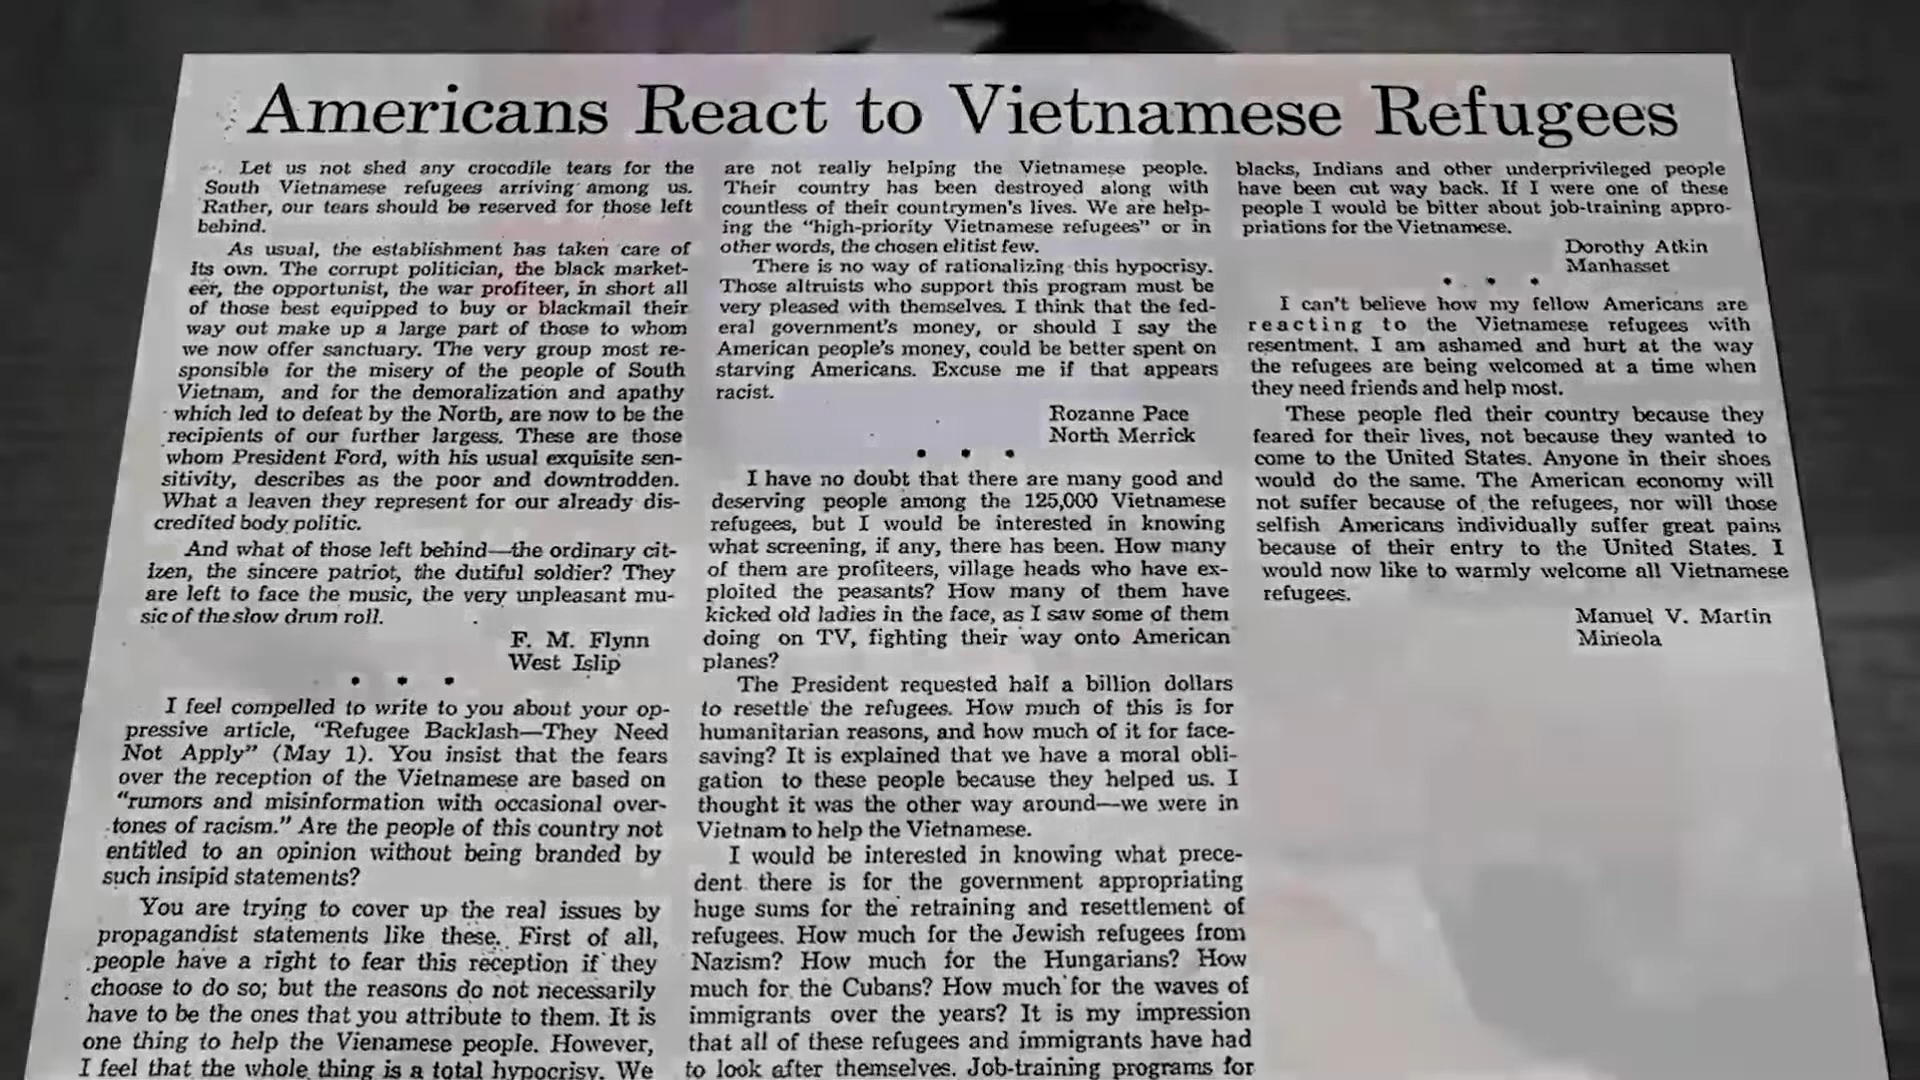 Americans React to Vietnamese Refugees
Let us not shed any crocodile tears for the
South Vietnamese refugees arriving among us.
Rather, our tears should be reserved for those left
behind.
As usual, the establishment has taken care of
its own. The corrupt politician, the black market-
eer, the opportunist, the war profiteer, in short all
of those best equipped to buy or blackmail their
way out make up a large part of those to whom
we now offer sanctuary. The very group most re-
sponsible for the misery of the people of South
Vietnam, and for the demoralization and apathy
which led to defeat by the North, are now to be the
recipients of our further largess. These are those
whom President Ford, with his usual exquisite sen-
sitivity, describes as the poor and downtrodden.
What a leaven they represent for our already dis-
credited body politic.
And what of those left behind—the ordinary cit-
izen, the sincere patriot, the dutiful soldier? They
are left to face the music, the very unpleasant mu-
sic of the slow drum roll.
F. M. Flynn
West Islip
• • •
I feel compelled to write to you about your op-
pressive article, “Refugee Backlash—They Need
Not Apply” (May 1). You insist that the fears
over the reception of the Vietnamese are based on
“rumors and misinformation with occasional over-
tones of racism.” Are the people of this country not
entitled to an opinion without being branded by
such insipid statements?
You are trying to cover up the real issues by
propagandist statements like these. First of all,
people have a right to fear this reception if they
choose to do so; but the reasons do not necessarily
have to be the ones that you attribute to them. It is
one thing to help the Vienamese people. However,
I feel that the whole thing is a total hypocrisy. We
are not really helping the Vietnamese people.
Their country has been destroyed along with
countless of their countrymen's lives. We are help-
ing the “high-priority Vietnamese refugees” or in
other words, the chosen elitist few.
There is no way of rationalizing this hypocrisy.
Those altruists who support this program must be
very pleased with themselves. I think that the fed-
eral government's money, or should I say the
American people's money, could be better spent on
starving Americans. Excuse me if that appears
racist.
Rozanne Pace
North Merrick
• • •
I have no doubt that there are many good and
deserving people among the 125,000 Vietnamese
refugees, but I would be interested in knowing
what screening, if any, there has been. How many
of them are profiteers, village heads who have ex-
ploited the peasants? How many of them have
kicked old ladies in the face, as I saw some of them
doing on TV, fighting their way onto American
planes?
The President requested half a billion dollars
to resettle the refugees. How much of this is for
humanitarian reasons, and how much of it for face-
saving? It is explained that we have a moral obli-
gation to these people because they helped us. I
thought it was the other way around—we were in
Vietnam to help the Vietnamese.
I would be interested in knowing what prece-
dent there is for the government appropriating
huge sums for the retraining and resettlement of
refugees. How much for the Jewish refugees from
Nazism? How much for the Hungarians? How
much for the Cubans? How much for the waves of
immigrants over the years? It is my impression
that all of these refugees and immigrants have had
to look after themselves. Job-training programs for
blacks, Indians and other underprivileged people
have been cut way back. If I were one of these
people I would be bitter about job-training appro-
priations for the Vietnamese.
Dorothy Atkin
Manhasset
• • •
I can't believe how my fellow Americans are
reacting to the Vietnamese refugees with
resentment. I am ashamed and hurt at the way
the refugees are being welcomed at a time when
they need friends and help most.
These people fled their country because they
feared for their lives, not because they wanted to
come to the United States. Anyone in their shoes
would do the same. The American economy will
not suffer because of the refugees, nor will those
selfish Americans individually suffer great pains
because of their entry to the United States. I
would now like to warmly welcome all Vietnamese
refugees.
Manuel V. Martin
Mineola